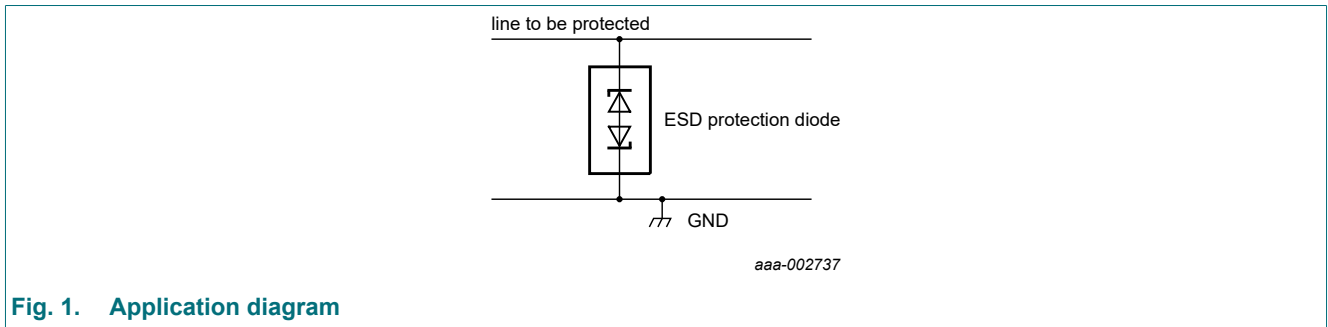 line to be protected
ESD protection diode
GND
aaa-002737
Fig. 1. Application diagram